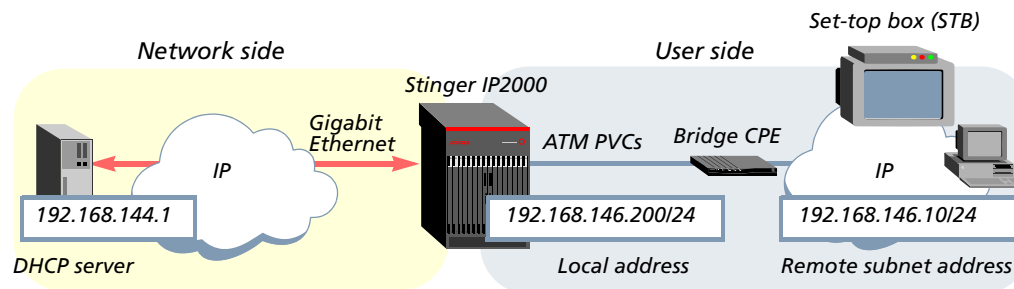 Set-top box (STB)
Network side
User side
Stinger IP2000
Gigabit
Ethernet
ATM PVCs
Bridge CPE
IP
IP
192.168.144.1
192.168.146.200/24
192.168.146.10/24
DHCP server
Local address
Remote subnet address